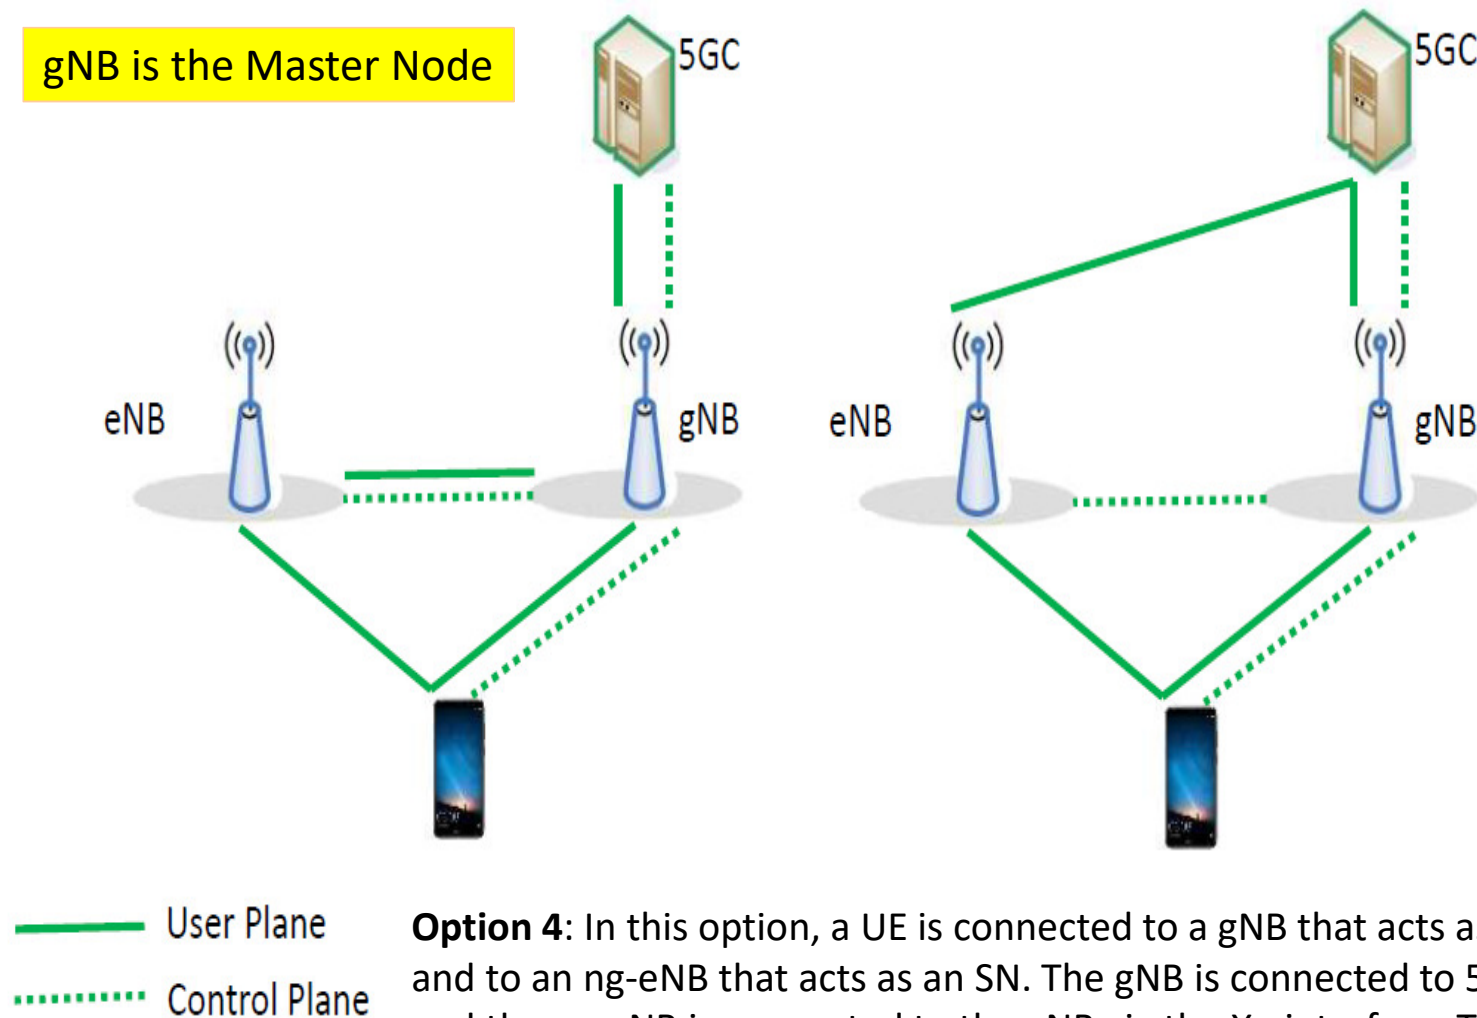 gNB is the Master Node
5GC
5GC
eNB
gNB
eNB
gNB
User Plane
Control Plane
Option 4: In this option, a UE is connected to a gNB that acts
and to an ng-eNB that acts as an SN. The gNB is connected to